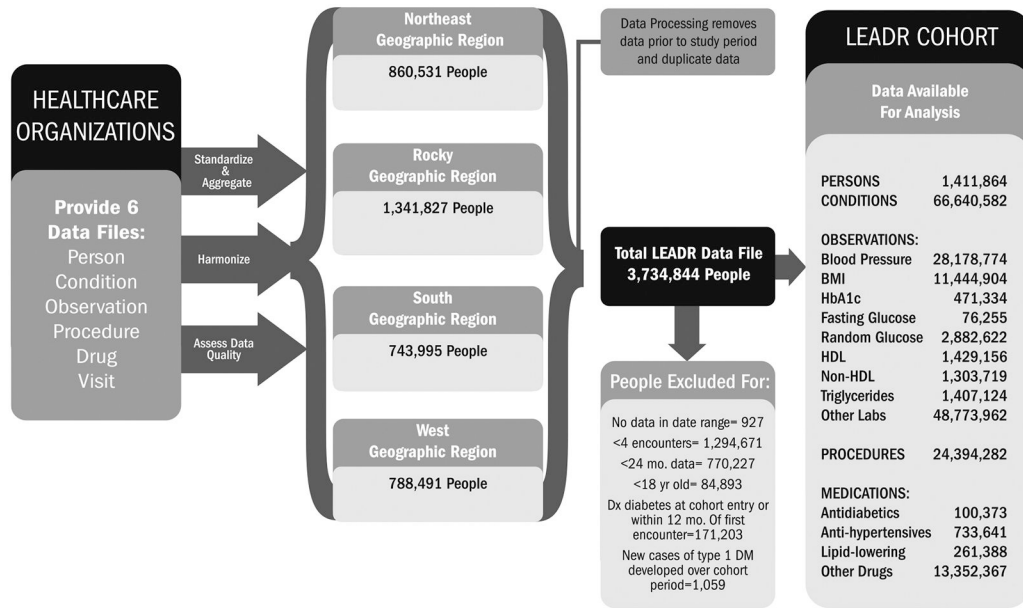 HEALTHCARE
ORGANIZATIONS
Provide 6
Data Files:
Person
Condition
Observation
Procedure
Drug
Visit
Standardize
&
Aggregate
Harmonize
Assess Data
Quality
Northeast
Geographic Region
860,531 People
Rocky
Geographic Region
1,341,827 People
South
Geographic Region
743,995 People
West
Geographic Region
788,491 People
Data Processing removes
data prior to study period
and duplicate data
Total LEADR Data File
3,734,844 People
People Excluded For:
No data in date range= 927
<4 encounters= 1,294,671
<24 mo. data= 770,227
<18 yr old= 84,893
Dx diabetes at cohort entry or
within 12 mo. Of first
encounter=171,203
New cases of type 1 DM
developed over cohort
period=1,059
LEADR COHORT
Data Available
For Analysis
PERSONS 1,411,864
CONDITIONS 66,640,582
OBSERVATIONS:
Blood Pressure 28,178,774
BMI 11,444,904
HbA1c 471,334
Fasting Glucose 76,255
Random Glucose 2,882,622
HDL 1,429,156
Non-HDL 1,303,719
Triglycerides 1,407,124
Other Labs 48,773,962
PROCEDURES 24,394,282
MEDICATIONS:
Antidiabetics 100,373
Anti-hypertensives 733,641
Lipid-lowering 261,388
Other Drugs 13,352,367